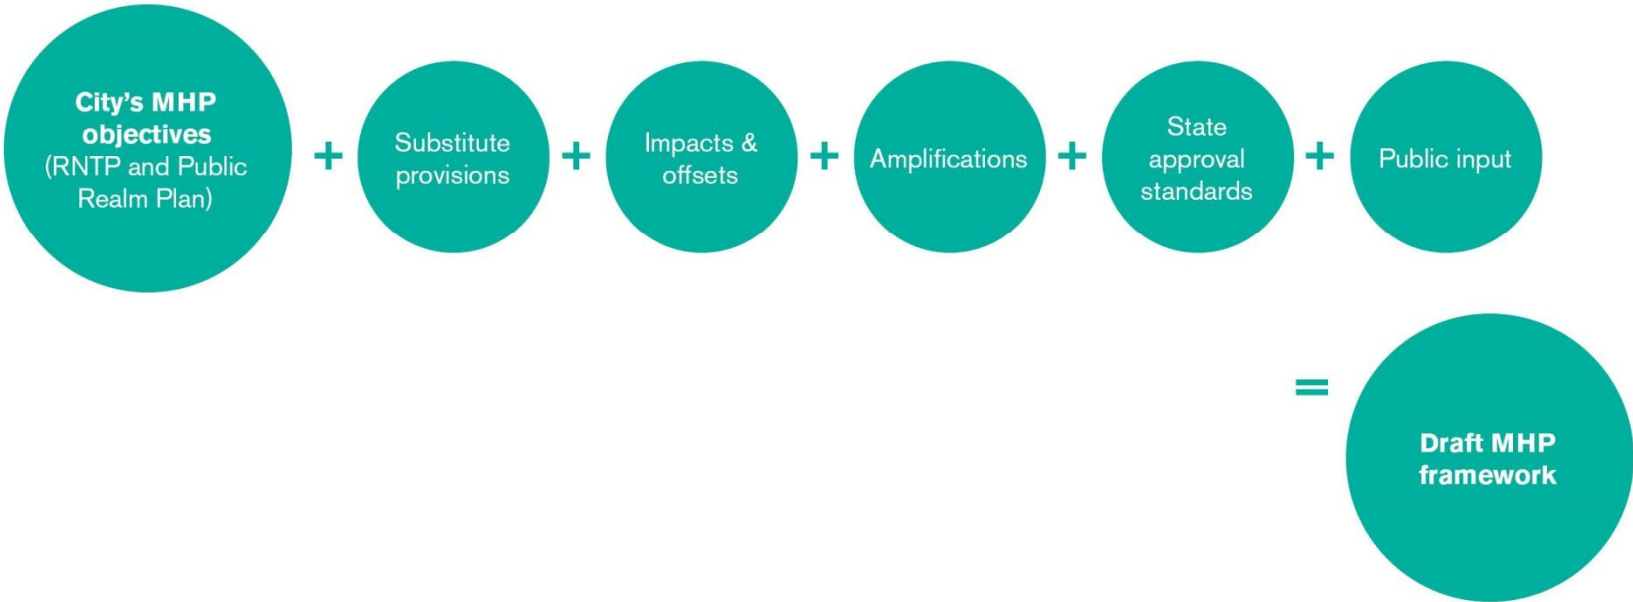 City's MHP
objectives
(RNTP and Public
Realm Plan)
+
Substitute
provisions
+
Impacts &
offsets
+
Amplifications
+
State
approval
standards
+
Public input
=
Draft MHP
framework